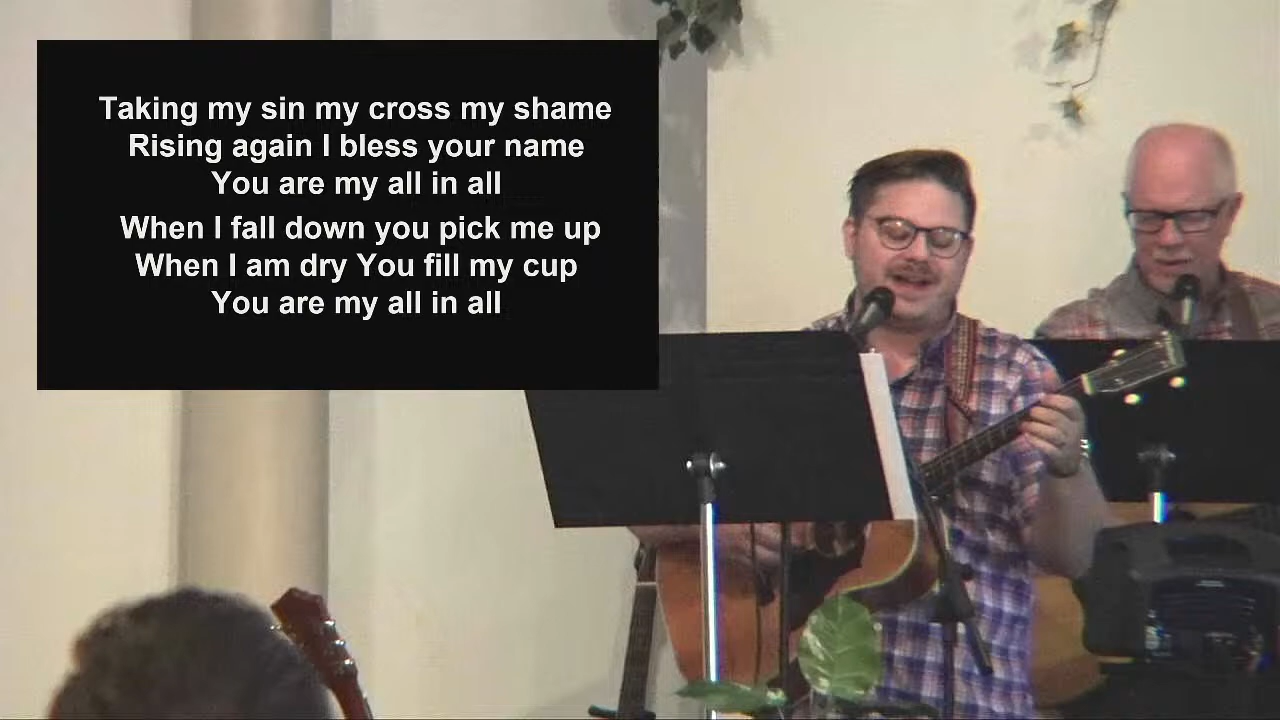 Taking my sin my cross my shame
Rising again I bless your name
You are my all in all
When I fall down you pick me up
When I am dry You fill my cup
You are my all in all